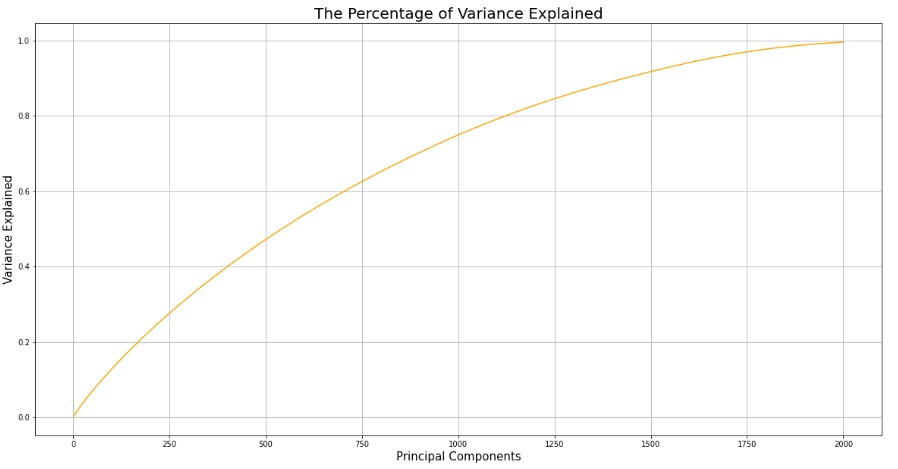 The Percentage of Variance Explained
1.0
0.8
0.6
0.4
0.2
0.0
Variance Explained
0 250 500 750 1000 1250 1500 1750 2000
Principal Components